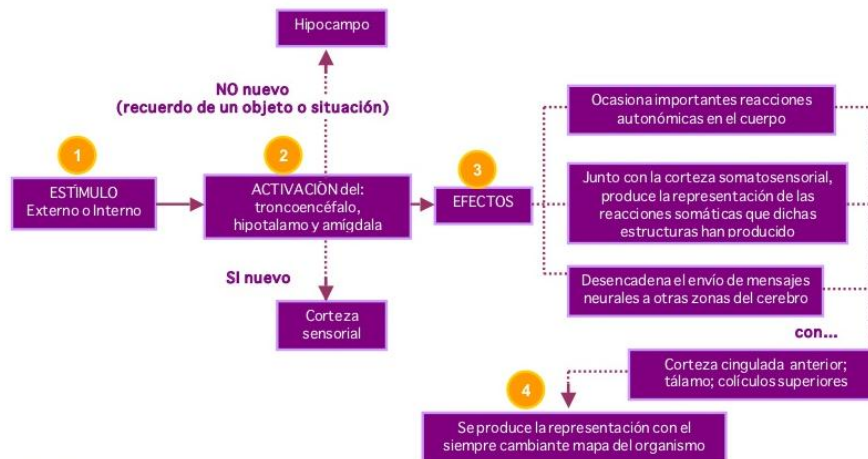 Hipocampo
NO nuevo
(recuerdo de un objeto o situación)
1
ESTÌMULO
Externo o Interno
2
ACTIVACIÒN del:
troncoencéfalo,
hipotalamo y amígdala
3
EFECTOS
Ocasiona importantes reacciones
autonómicas en el cuerpo
Junto con la corteza somatosensorial,
produce la representación de las
reacciones somáticas que dichas
estructuras han producido
Desencadena el envío de mensajes
neurales a otras zonas del cerebro
SI nuevo
Corteza
sensorial
con...
Corteza cingulada anterior;
tálamo; colículos superiores
4
Se produce la representación con el
siempre cambiante mapa del organismo